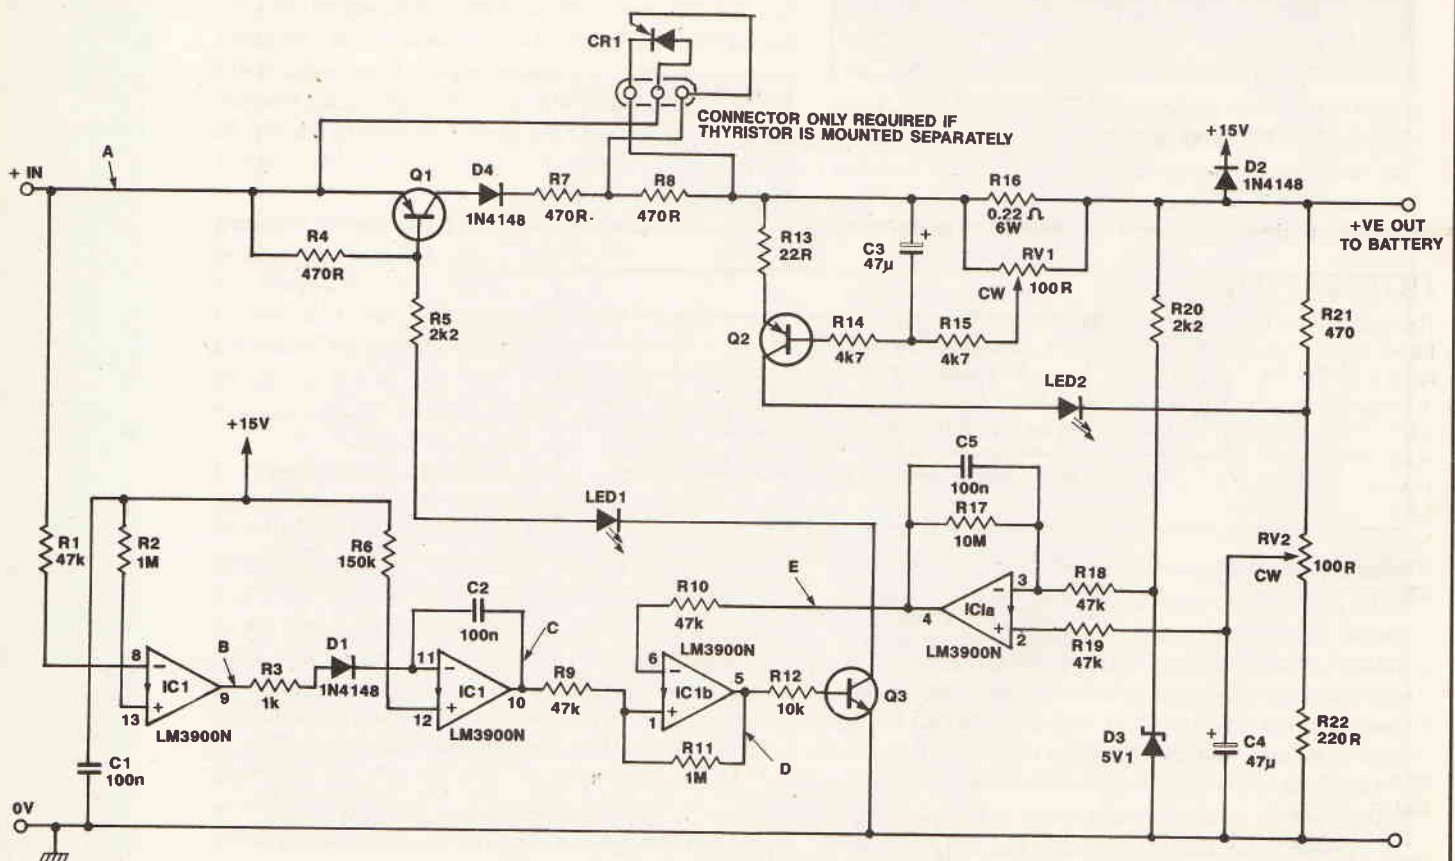 CR1
CONNECTOR ONLY REQUIRED IF
THYRISTOR IS MOUNTED SEPARATELY
+15V
D2
1N4148
+ IN
A
Q1
D4
1N4148
R7
470R.
R8
470R
R16
0.22 Ω
6W
+VE OUT
TO BATTERY
R4
470R
R13
22R
C3
47μ
+
RV1
100R
CW
R5
2k2
Q2
R14
4k7
R15
4k7
R20
2k2
R21
470
LED2
+15V
C5
100n
LED1
R17
10M
R1
47k
R2
1M
R6
150k
RV2
100R
CW
E
C2
100n
C
R10
47k
3
-
IC1a
4
+
2
R18
47k
LM3900N
R19
47k
8
-
IC1
+
13
9
LM3900N
B
R3
1k
D1
1N4148
11
-
IC1
+
12
10
LM3900N
R9
47k
LM3900N
6
-
IC1b
5
+
1
R12
10k
Q3
R11
1M
D
D3
5V1
+
C4
47μ
R22
220R
C1
100n
0V